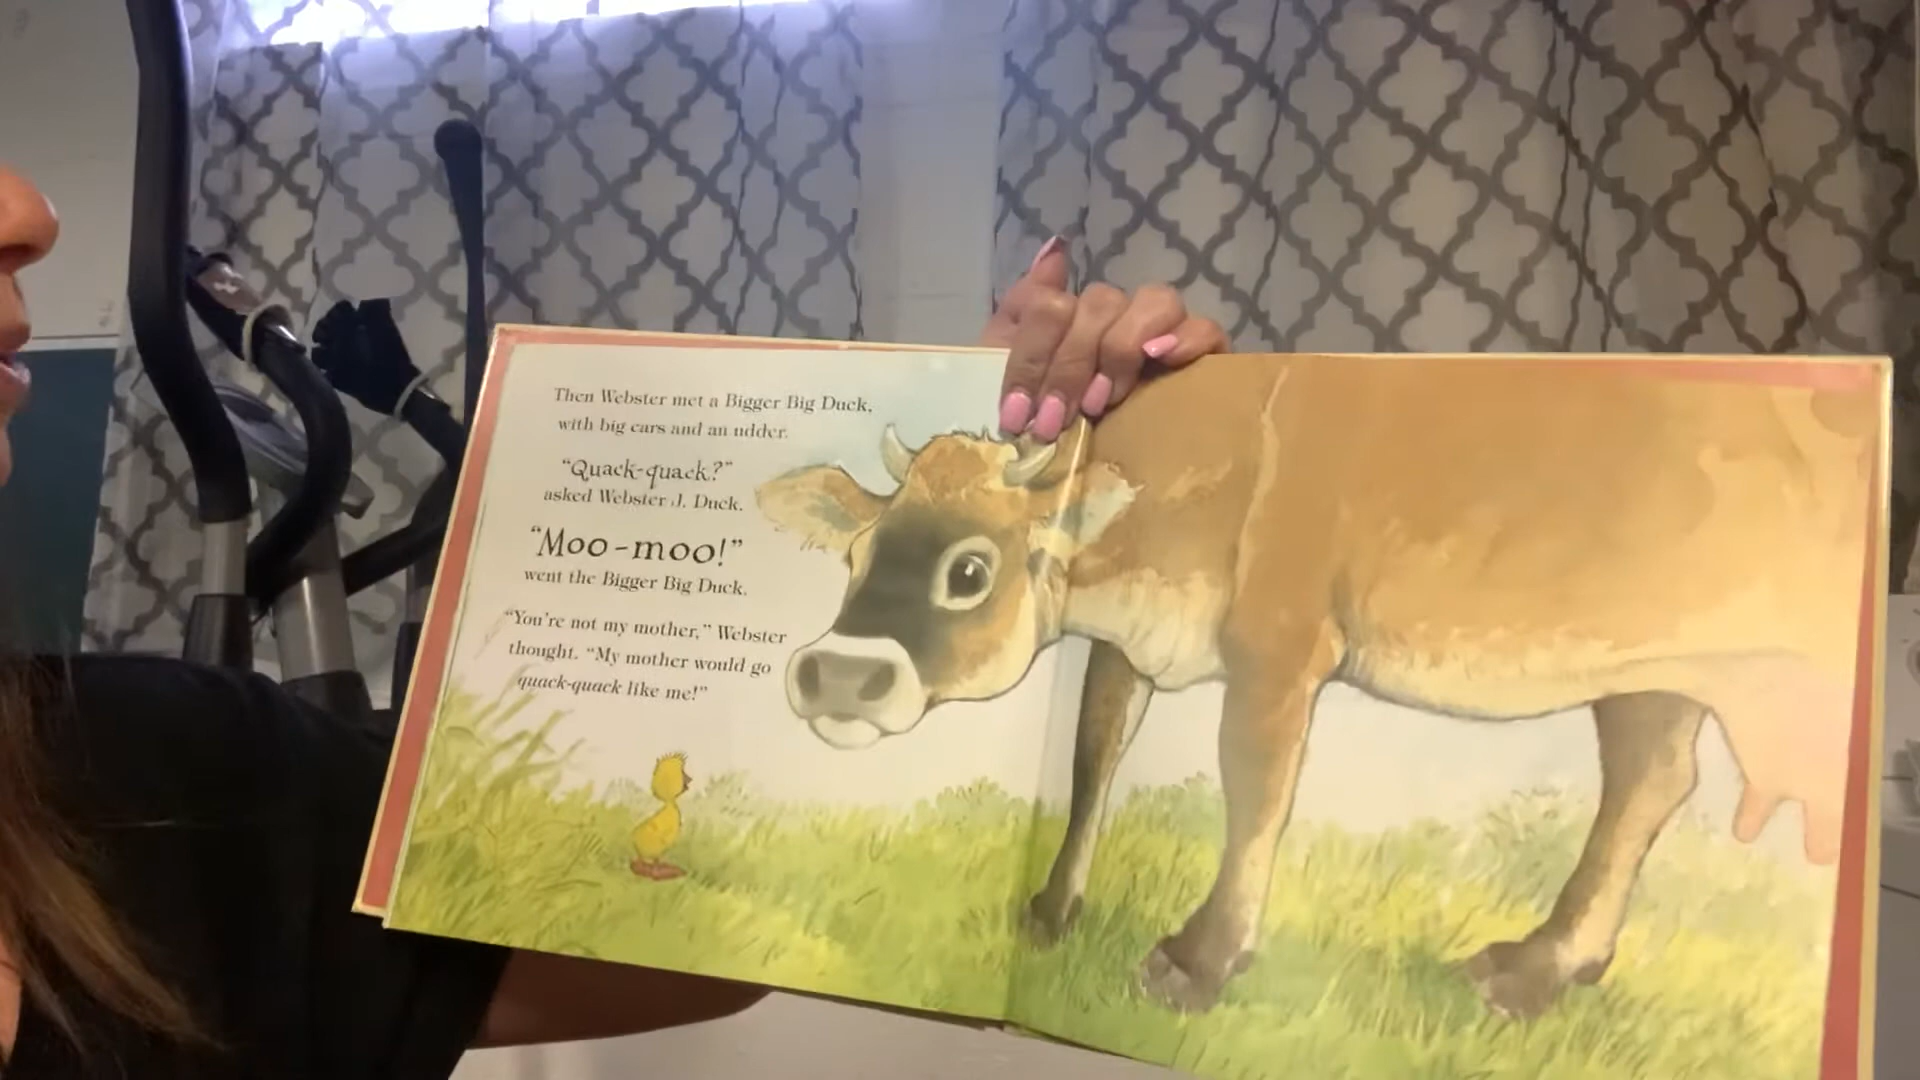 Then Webster met a Bigger Big Duck,
with big ears and an udder.
“Quack-quack?”
asked Webster J. Duck.
“Moo-moo!”
went the Bigger Big Duck.
“You’re not my mother,” Webster
thought. “My mother would go
quack-quack like me!”